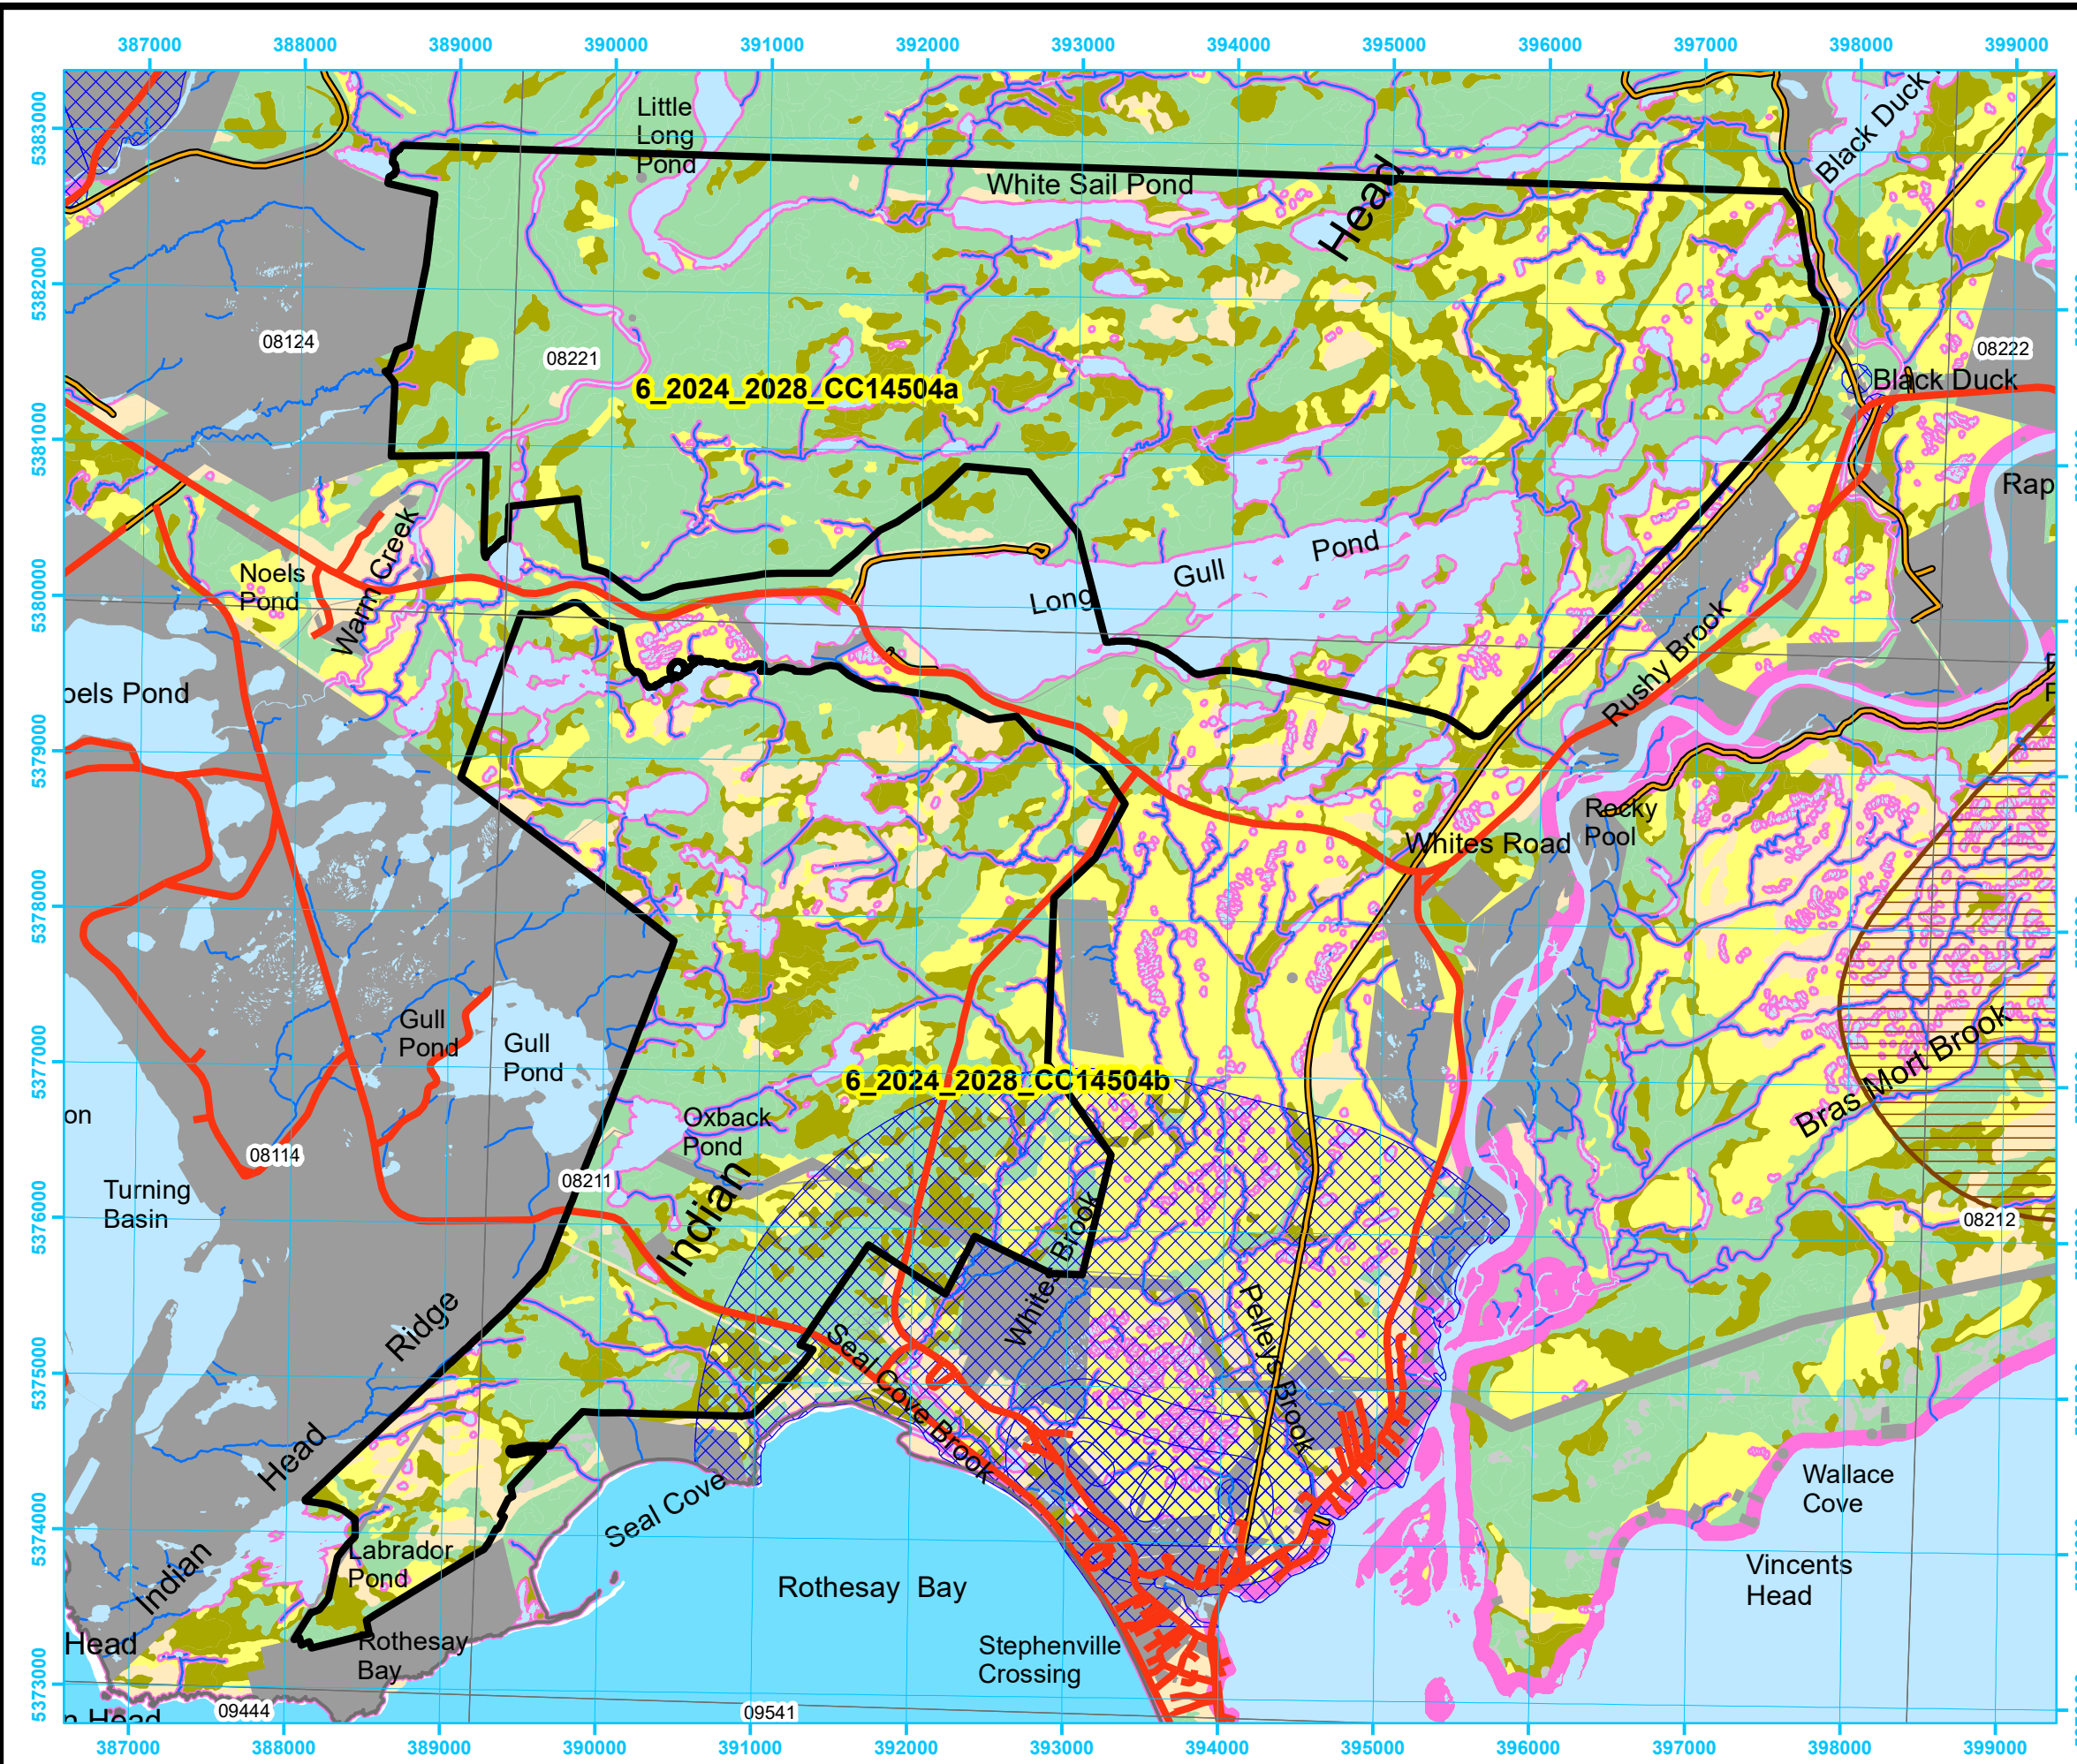 387000 388000 389000 390000 391000 392000 393000 394000 395000 396000 397000 398000 399000
5383000
5382000
5381000
5380000
5379000
5378000
5377000
5376000
5375000
5374000
5373000
Little
Long
Pond
White Sail Pond
Head
Black Duck
08124
08221
08222
6_2024_2028_CC14504a
Black Duck
Rap
Noels
Pond
Warm Creek
Long Gull Pond
Rushy Brook
oels Pond
Rocky
Pool
Whites Road
Gull
Pond
Gull
Pond
6_2024_2028_CC14504b
Bras Mort Brook
on
Oxback
Pond
08114
08211
08212
Turning
Basin
Indian
Whites Brook
Pelleys Brook
Ridge
Seal Cove Brook
Head
Seal Cove
Wallace
Cove
Indian
Labrador
Pond
Rothesay Bay
Vincents
Head
Head
Rothesay
Bay
Stephenville
Crossing
09444
09541
n Head
387000 388000 389000 390000 391000 392000 393000 394000 395000 396000 397000 398000 399000